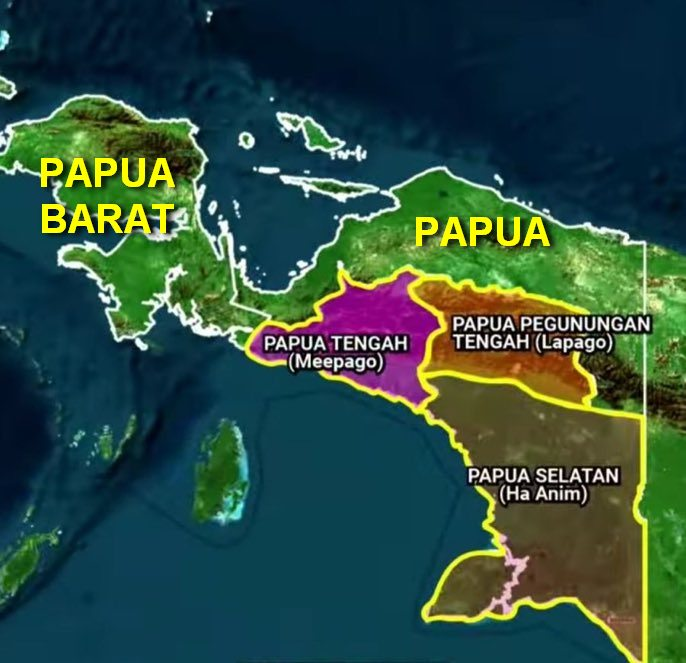 PAPUA
BARAT
PAPUA
PAPUA TENGAH
(Meepago)
PAPUA PEGUNUNGAN
TENGAH (Lapago)
PAPUA SELATAN
(Ha Anim)